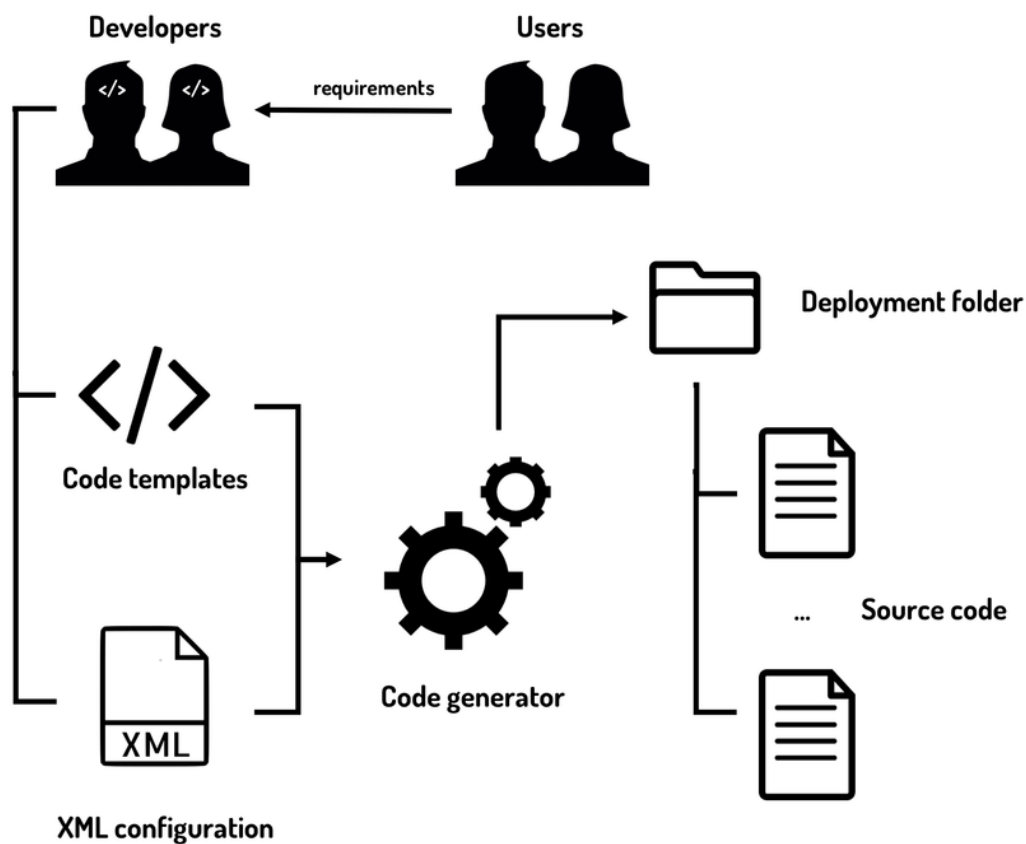 Developers
Users
</> </>
requirements
Deployment folder
</>
Code templates
... Source code
Code generator
XML
XML configuration